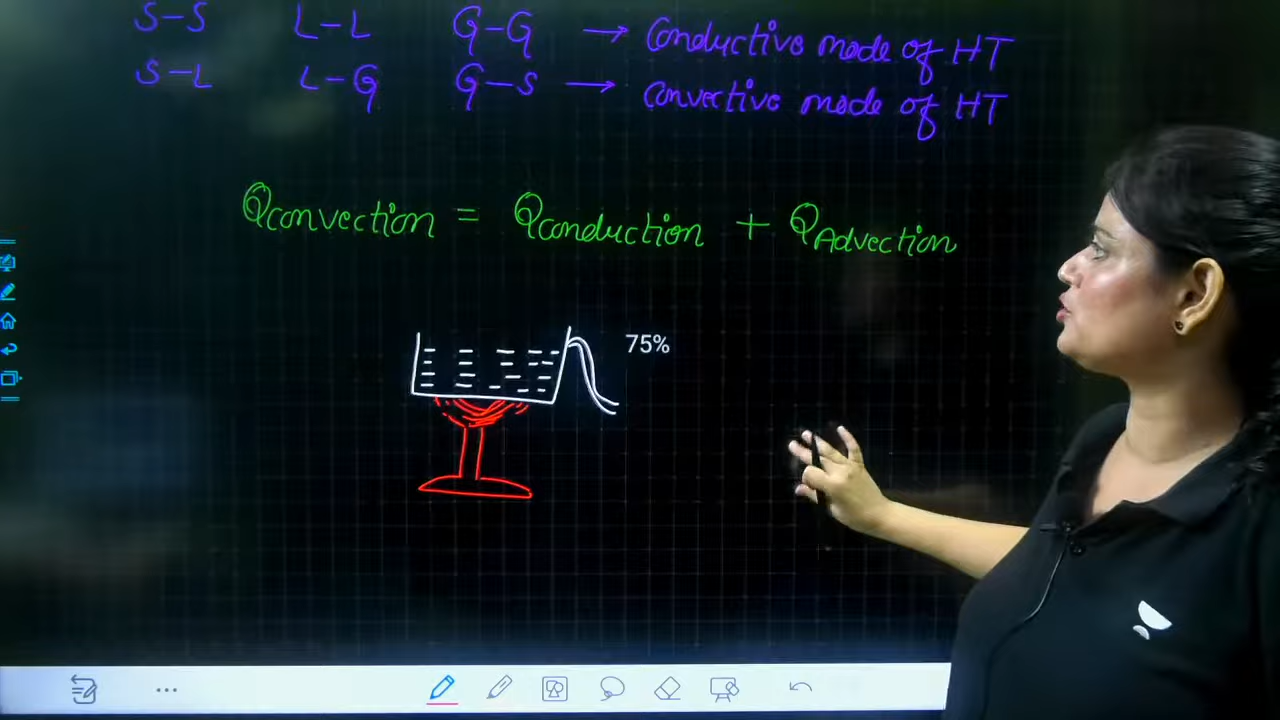 S-S L-L G-G → Conductive mode of HT
S-L L-G G-S → Convective mode of HT
Qconvection = Qconduction + QAdvection
75%